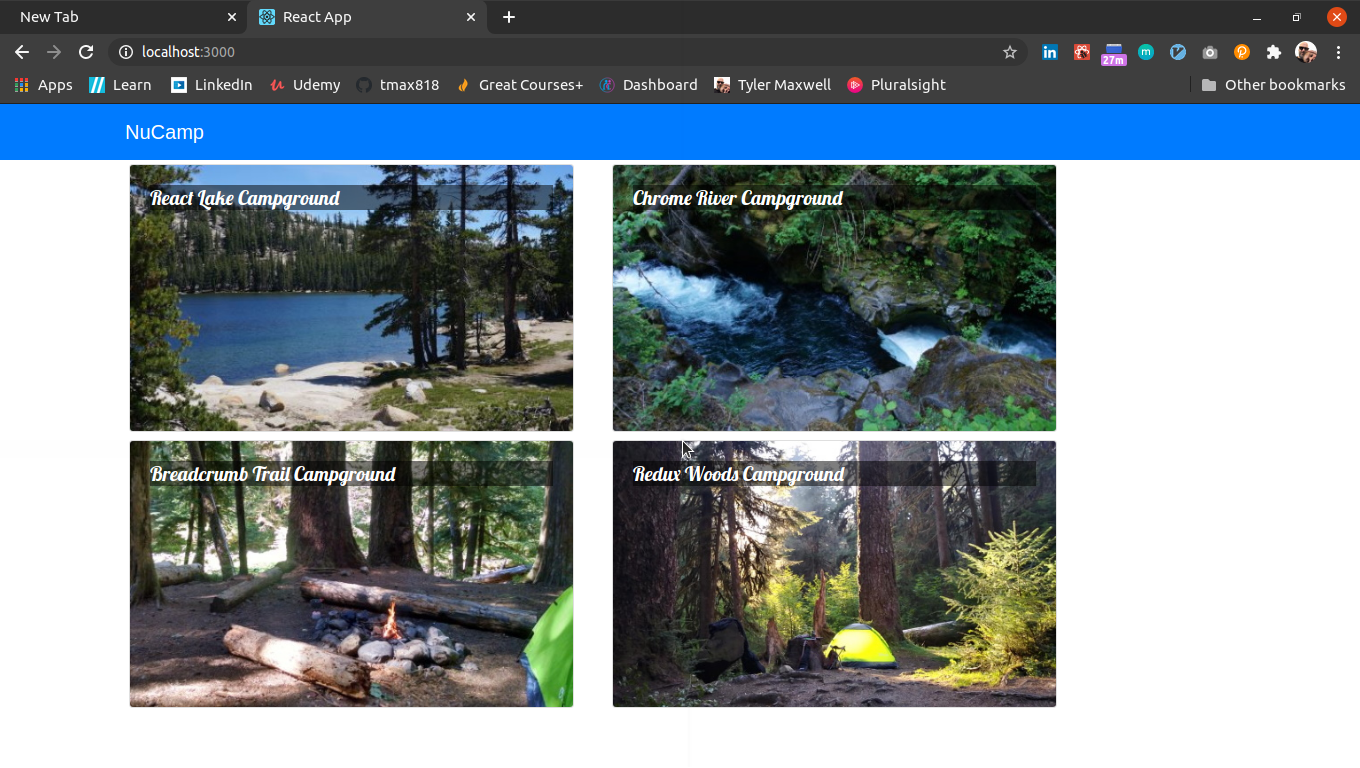 New Tab
React App
localhost:3000
27m
Apps
Learn
LinkedIn
Udemy
tmax818
Great Courses+
Dashboard
Tyler Maxwell
Pluralsight
Other bookmarks
NuCamp
React Lake Campground
Chrome River Campground
Breadcrumb Trail Campground
Redux Woods Campground